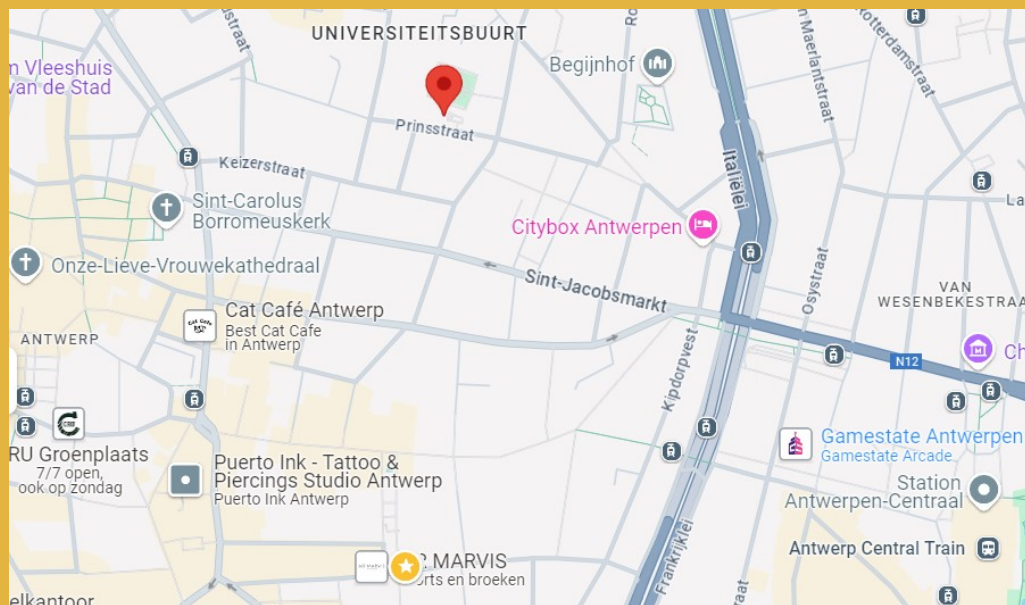 UNIVERSITEITSBUURT
Begijnhof
Vleeshuis
van de Stad
Prinsstraat
Keizerstraat
Italiëlei
Maerlantstraat
Rotterdamstraat
Sint-Carolus
Borromeuskerk
Citybox Antwerpen
Onze-Lieve-Vrouwekathedraal
Sint-Jacobsmarkt
Osystraat
VAN
WESENBEKESTRAA
Cat Café Antwerp
Best Cat Cafe
in Antwerp
ANTWERP
Kipdorpvest
N12
RU Groenplaats
7/7 open,
ook op zondag
Puerto Ink - Tattoo &
Piercings Studio Antwerp
Puerto Ink Antwerp
Gamestate Antwerpen
Gamestate Arcade
Station
Antwerpen-Centraal
Antwerp Central Train
Frankrijklei
MARVIS
orts en broeken
elkantoor